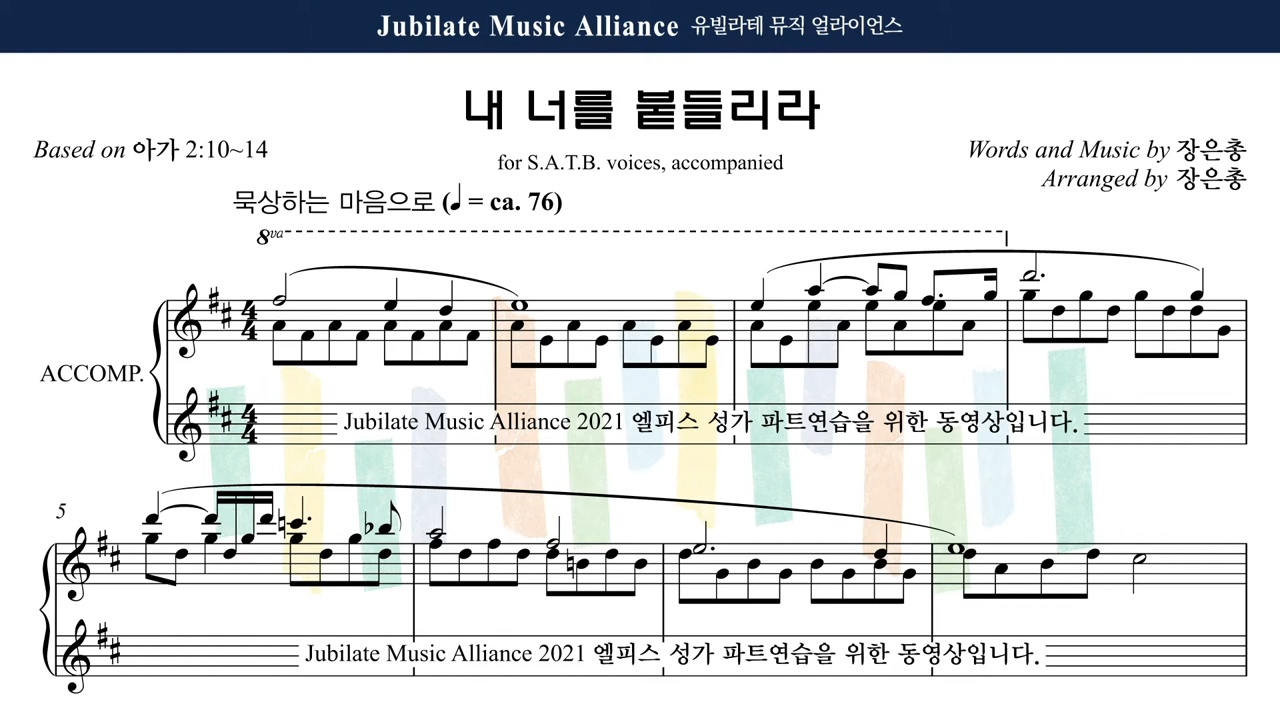 Jubilate Music Alliance 유빌라테 뮤직 얼라이언스
내 너를 붙들리라
Based on 아가 2:10~14
for S.A.T.B. voices, accompanied
Words and Music by 장은총
Arranged by 장은총
묵상하는 마음으로 (♩ = ca. 76)
8va
4 4
ACCOMP.
4 4
Jubilate Music Alliance 2021 엘피스 성가 파트연습을 위한 동영상입니다.
5
Jubilate Music Alliance 2021 엘피스 성가 파트연습을 위한 동영상입니다.